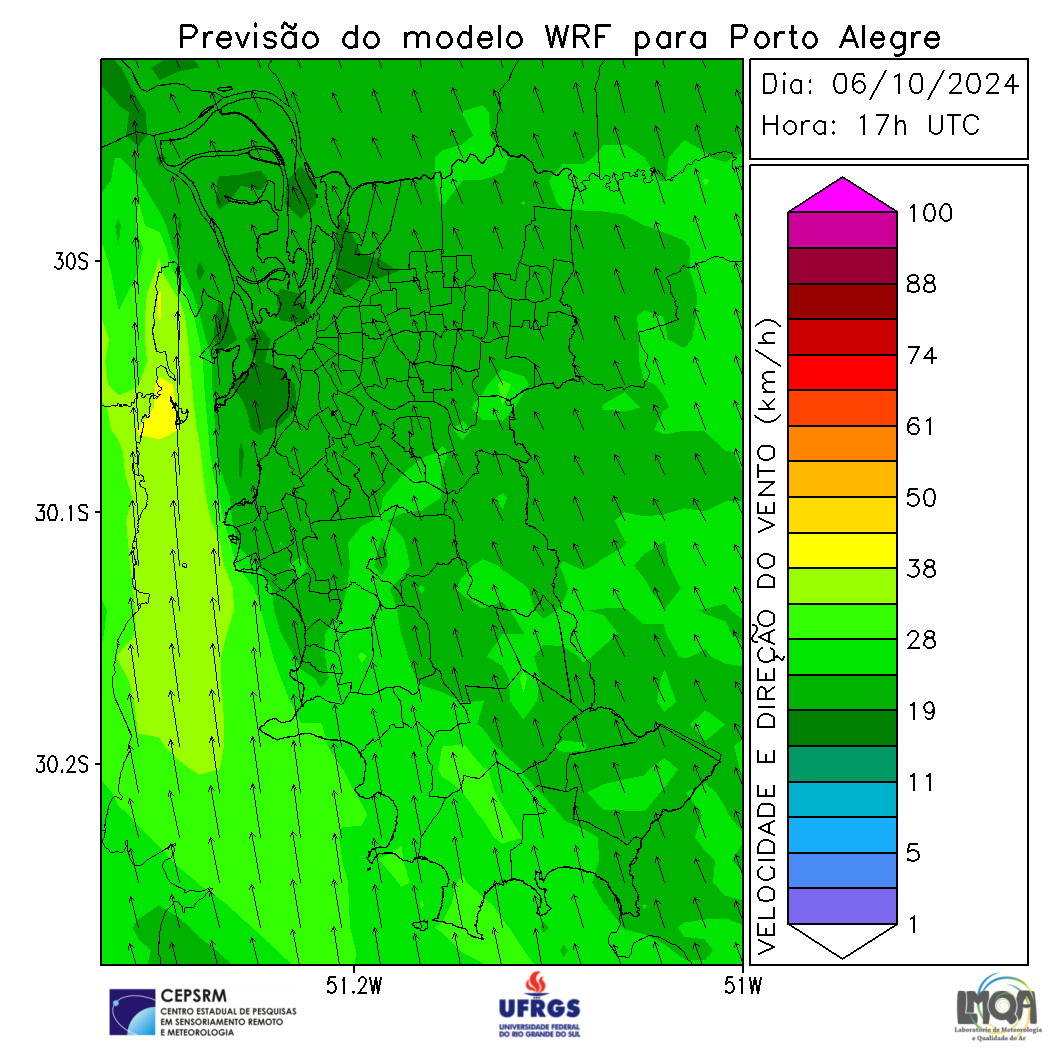 Previsão do modelo WRF para Porto Alegre
Dia: 06/10/2024
Hora: 17h UTC
30S
30.1S
30.2S
51.2W
51W
VELOCIDADE E DIREÇÃO DO VENTO (km/h)
100
88
74
61
50
38
28
19
11
5
1
CEPSRM
CENTRO ESTADUAL DE PESQUISAS
EM SENSORIAMENTO REMOTO
E METEOROLOGIA
UFRGS
UNIVERSIDADE FEDERAL
DO RIO GRANDE DO SUL
LMQA
Laboratório de Meteorologia
e Qualidade do Ar